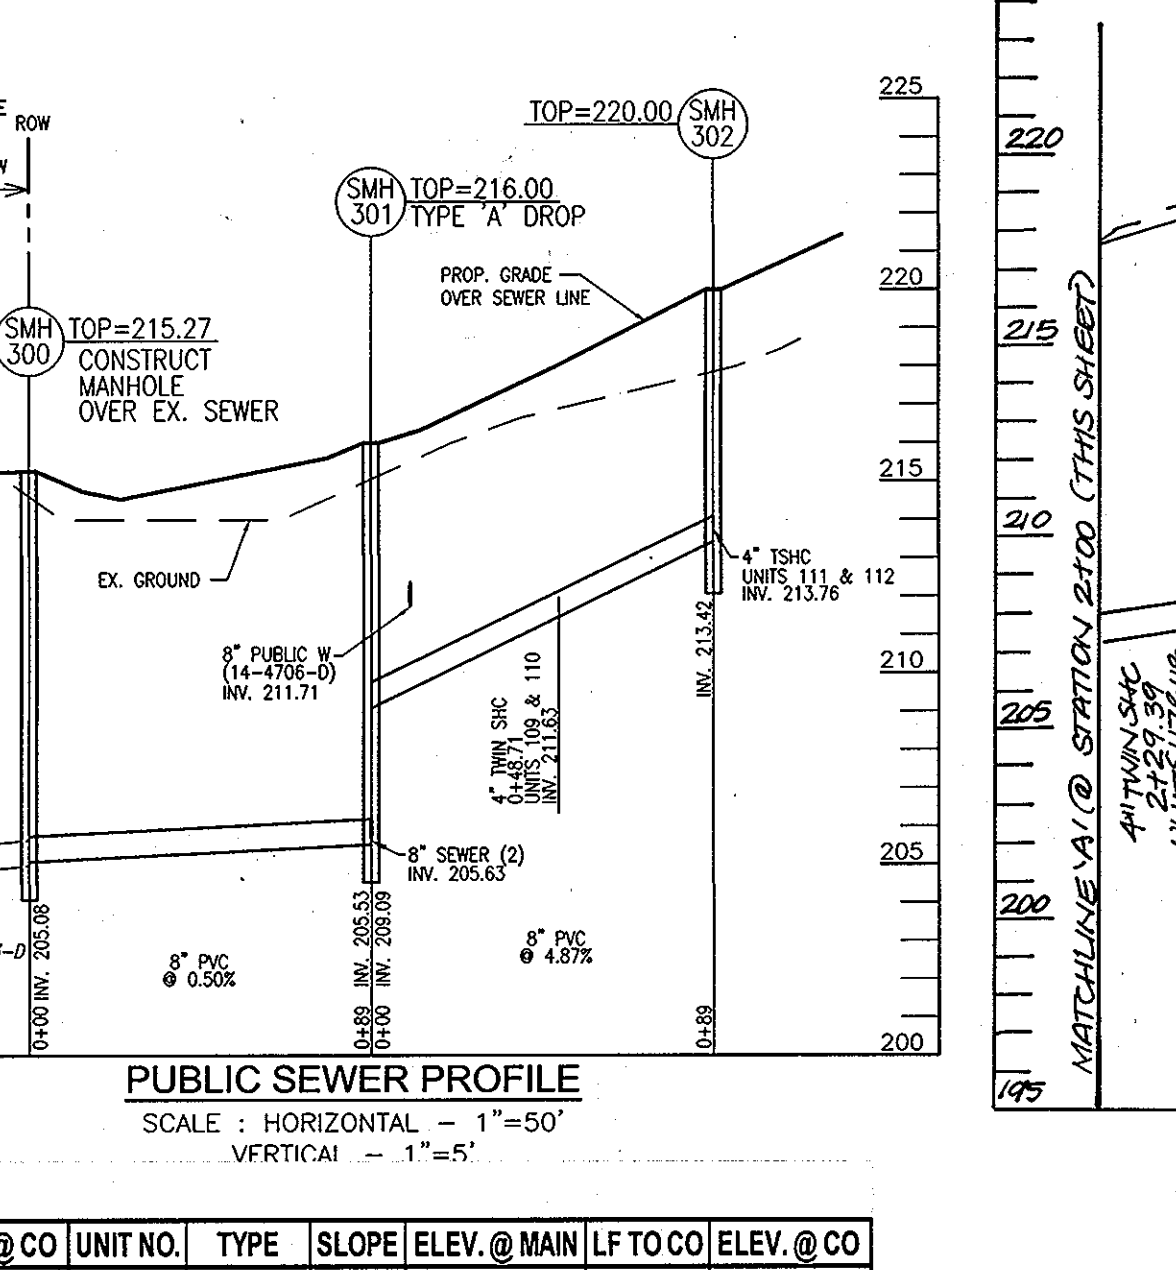 ROW
TOP=220.00
SMH
302
SMH
301
TOP=216.00
TYPE 'A' DROP
PROP. GRADE
OVER SEWER LINE
SMH
300
TOP=215.27
CONSTRUCT
MANHOLE
OVER EX. SEWER
EX. GROUND
8" PUBLIC W
(14-4706-D)
INV. 211.71
4" TWIN SHC
0+48.71
UNITS 109 & 110
INV. 211.63
4" TSHC
UNITS 111 & 112
INV. 213.76
INV. 213.42
8" SEWER (2)
INV. 205.63
0+00 INV. 205.08
8" PVC
@ 0.50%
0+89 INV. 205.53
0+00 INV. 209.09
8" PVC
@ 4.87%
0+89
225
220
215
210
205
200
PUBLIC SEWER PROFILE
SCALE : HORIZONTAL – 1"=50'
VERTICAL – 1"=5'
@ CO UNIT NO. TYPE SLOPE ELEV. @ MAIN LF TO CO ELEV. @ CO
220
215
210
205
200
195
MATCHLINE 'A' @ STATION 2+00 (THIS SHEET)
4" TWIN SHC
2+29.39